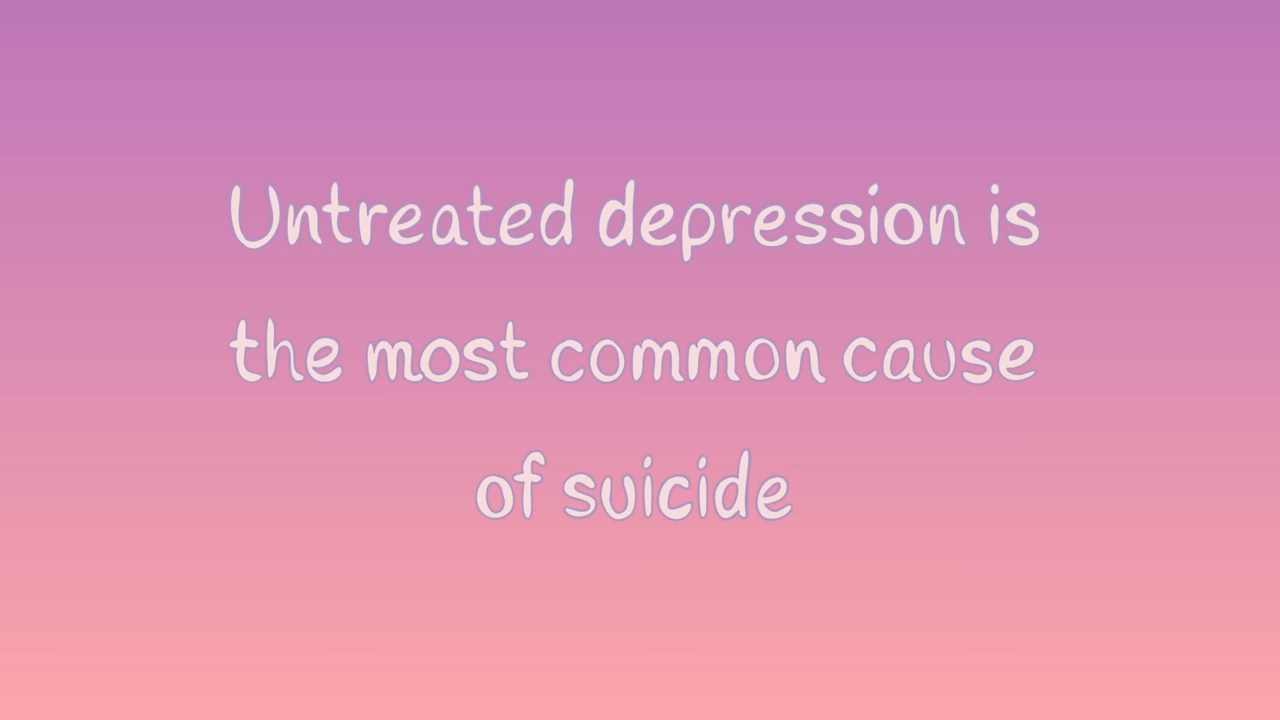 Untreated depression is
the most common cause
of suicide